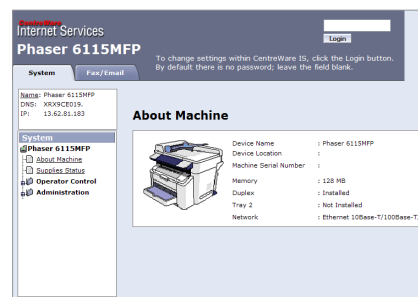 CentreWare
Internet Services
Phaser 6115MFP
Login
To change settings within CentreWare IS, click the Login button.
By default there is no password; leave the field blank.
System
Fax/Email
Name: Phaser 6115MFP
DNS: XRX9CE019.
IP: 13.62.81.183
System
Phaser 6115MFP
About Machine
Supplies Status
Operator Control
Administration
About Machine
Device Name : Phaser 6115MFP
Device Location :
Machine Serial Number :
Memory : 128 MB
Duplex : Installed
Tray 2 : Not Installed
Network : Ethernet 10Base-T/100Base-T